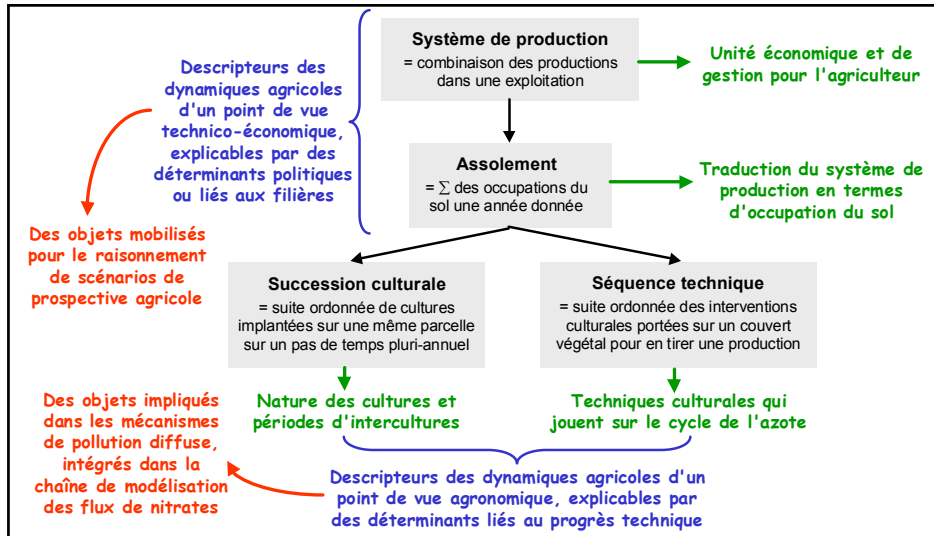 Système de production
= combinaison des productions
dans une exploitation
Unité économique et de
gestion pour l'agriculteur
Descripteurs des
dynamiques agricoles
d'un point de vue
technico-économique,
explicables par des
déterminants politiques
ou liés aux filières
Assolement
= ∑ des occupations du
sol une année donnée
Traduction du système de
production en termes
d'occupation du sol
Des objets mobilisés
pour le raisonnement
de scénarios de
prospective agricole
Succession culturale
= suite ordonnée de cultures
implantées sur une même parcelle
sur un pas de temps pluri-annuel
Séquence technique
= suite ordonnée des interventions
culturales portées sur un couvert
végétal pour en tirer une production
Nature des cultures et
périodes d'intercultures
Techniques culturales qui
jouent sur le cycle de l'azote
Des objets impliqués
dans les mécanismes
de pollution diffuse,
intégrés dans la
chaîne de modélisation
des flux de nitrates
Descripteurs des dynamiques agricoles d'un
point de vue agronomique, explicables par
des déterminants liés au progrès technique